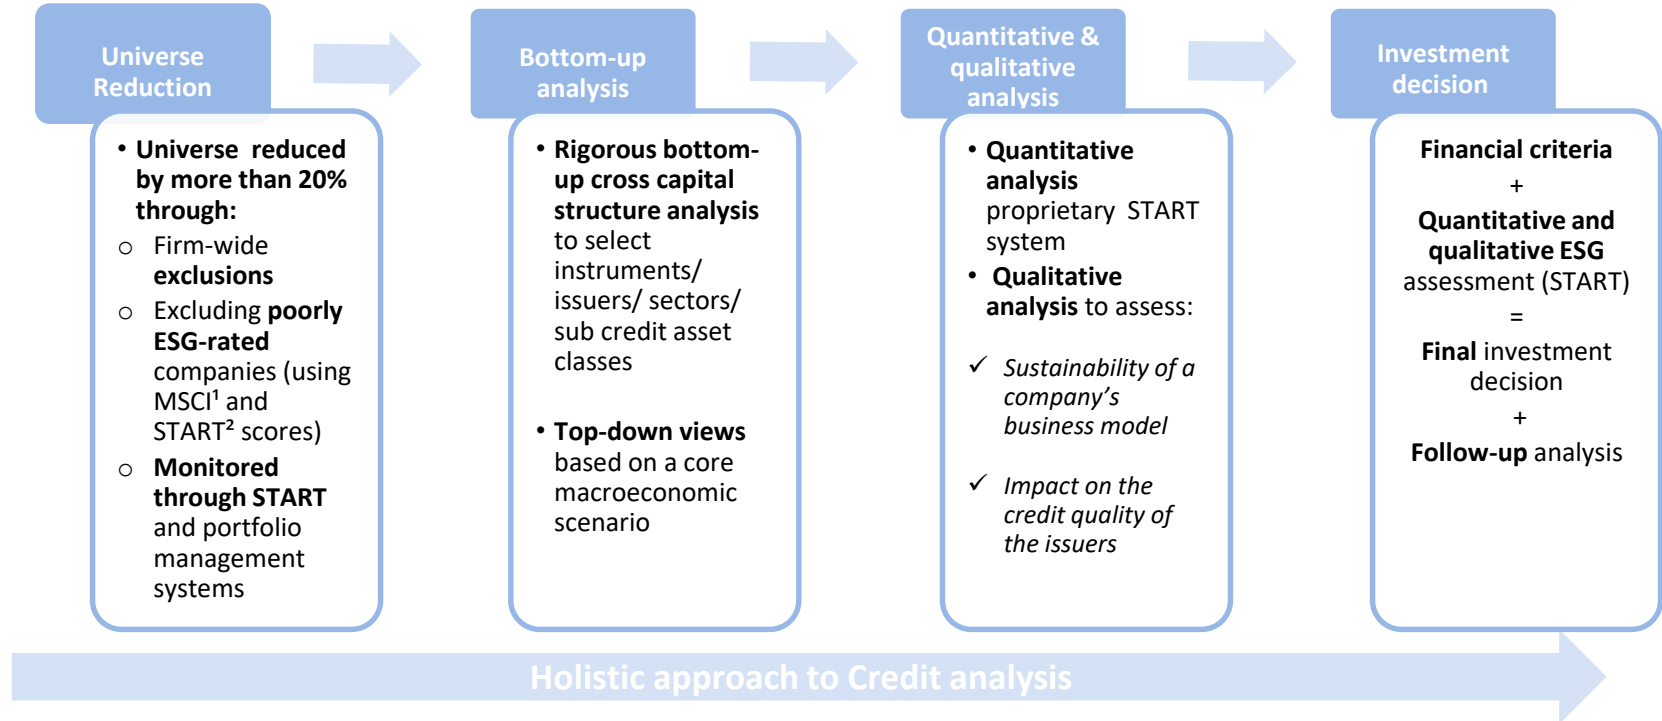 Universe
Reduction
• Universe reduced
by more than 20%
through:
o Firm-wide
exclusions
o Excluding poorly
ESG-rated
companies (using
MSCI¹ and
START² scores)
o Monitored
through START
and portfolio
management
systems
Bottom-up
analysis
• Rigorous bottom-
up cross capital
structure analysis
to select
instruments/
issuers/ sectors/
sub credit asset
classes
• Top-down views
based on a core
macroeconomic
scenario
Quantitative &
qualitative
analysis
• Quantitative
analysis
proprietary START
system
• Qualitative
analysis to assess:
✓ Sustainability of a
company's
business model
✓ Impact on the
credit quality of
the issuers
Investment
decision
Financial criteria
+
Quantitative and
qualitative ESG
assessment (START)
=
Final investment
decision
+
Follow-up analysis
Holistic approach to Credit analysis